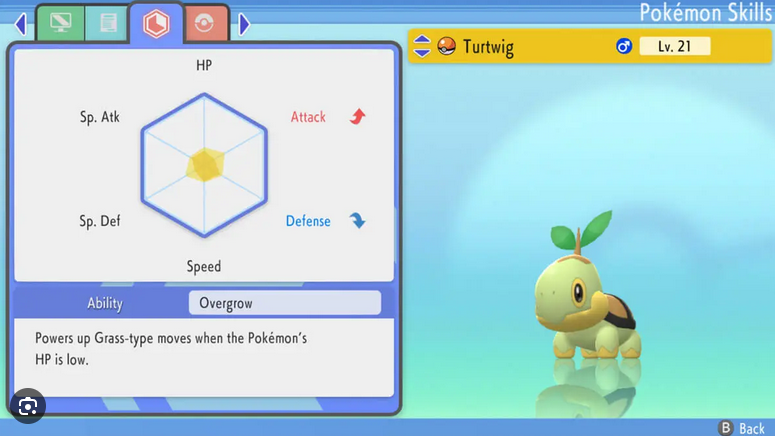 Pokémon Skills
Turtwig
Lv. 21
HP
Sp. Atk
Attack
Sp. Def
Defense
Speed
Ability
Overgrow
Powers up Grass-type moves when the Pokémon's
HP is low.
B Back